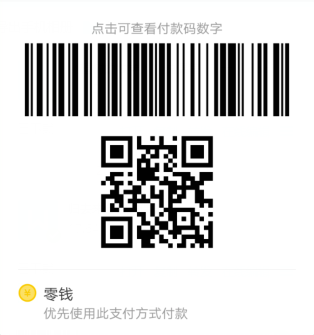 点击可查看付款码数字
零钱
优先使用此支付方式付款